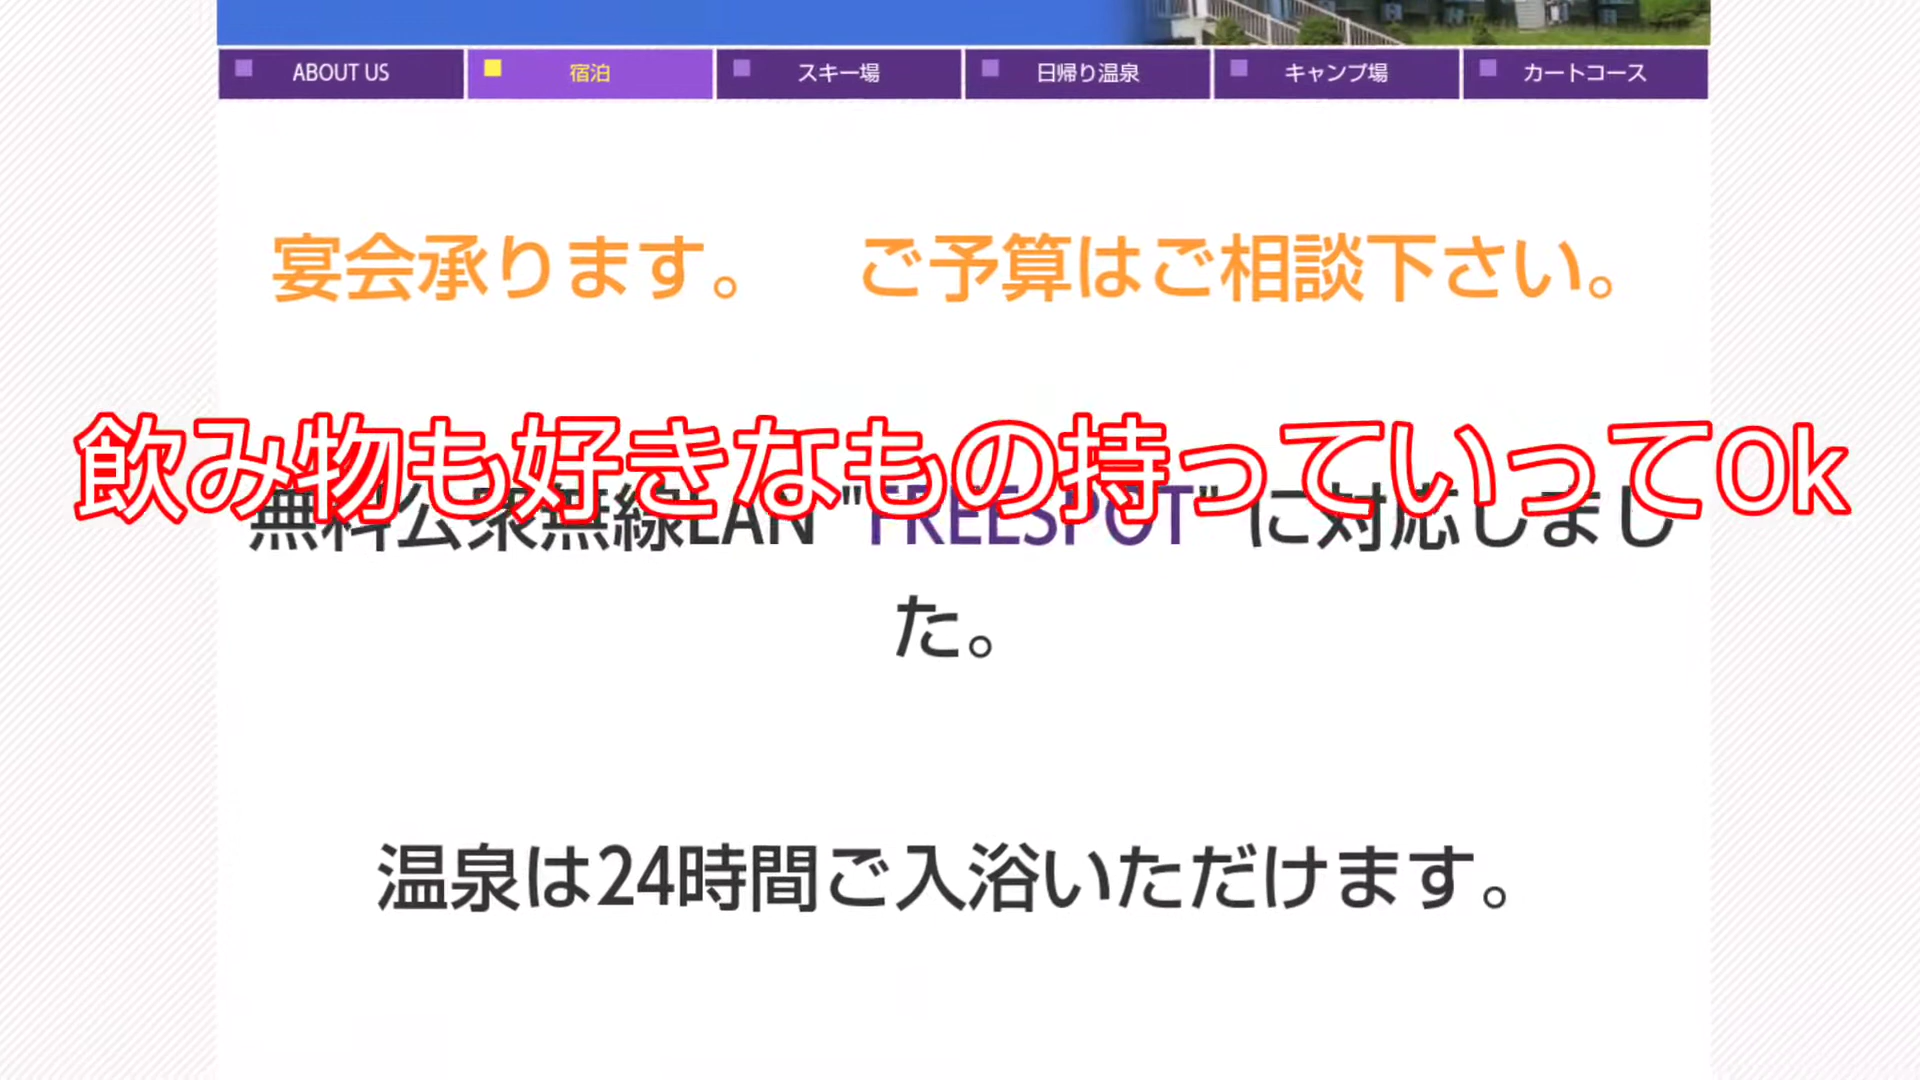 ABOUT US
宿泊
スキー場
日帰り温泉
キャンプ場
カートコース
宴会承ります。　ご予算はご相談下さい。
飲み物も好きなもの持っていってOk
無料公衆無線LAN "FREESPOT" に対応しまし
た。
温泉は24時間ご入浴いただけます。